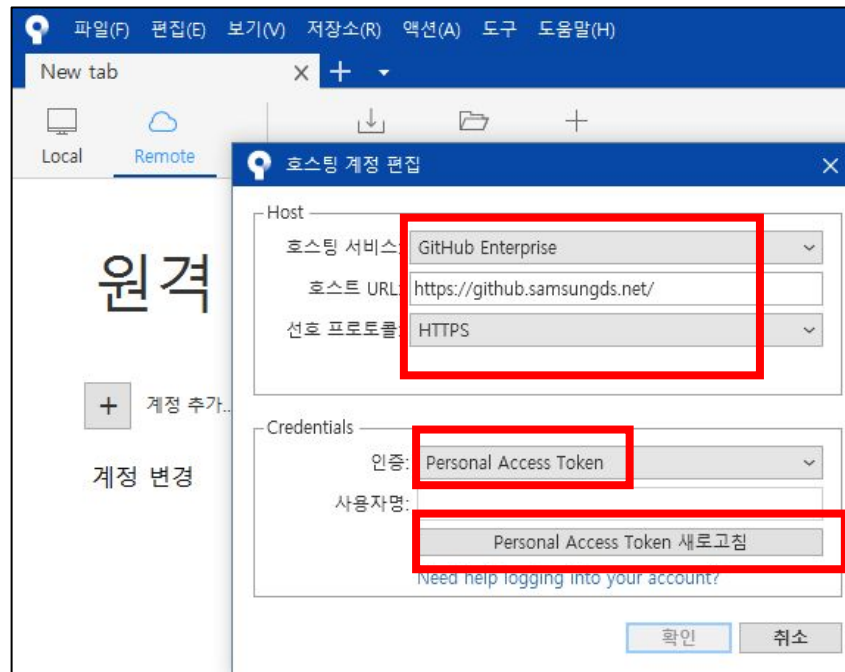 파일(F) 편집(E) 보기(V) 저장소(R) 액션(A) 도구 도움말(H)
New tab
Local Remote
호스팅 계정 편집
Host
호스팅 서비스: GitHub Enterprise
원격
호스트 URL: https://github.samsungds.net/
선호 프로토콜: HTTPS
계정 추가...
Credentials
인증: Personal Access Token
계정 변경
사용자명:
Personal Access Token 새로고침
Need help logging into your account?
확인 취소